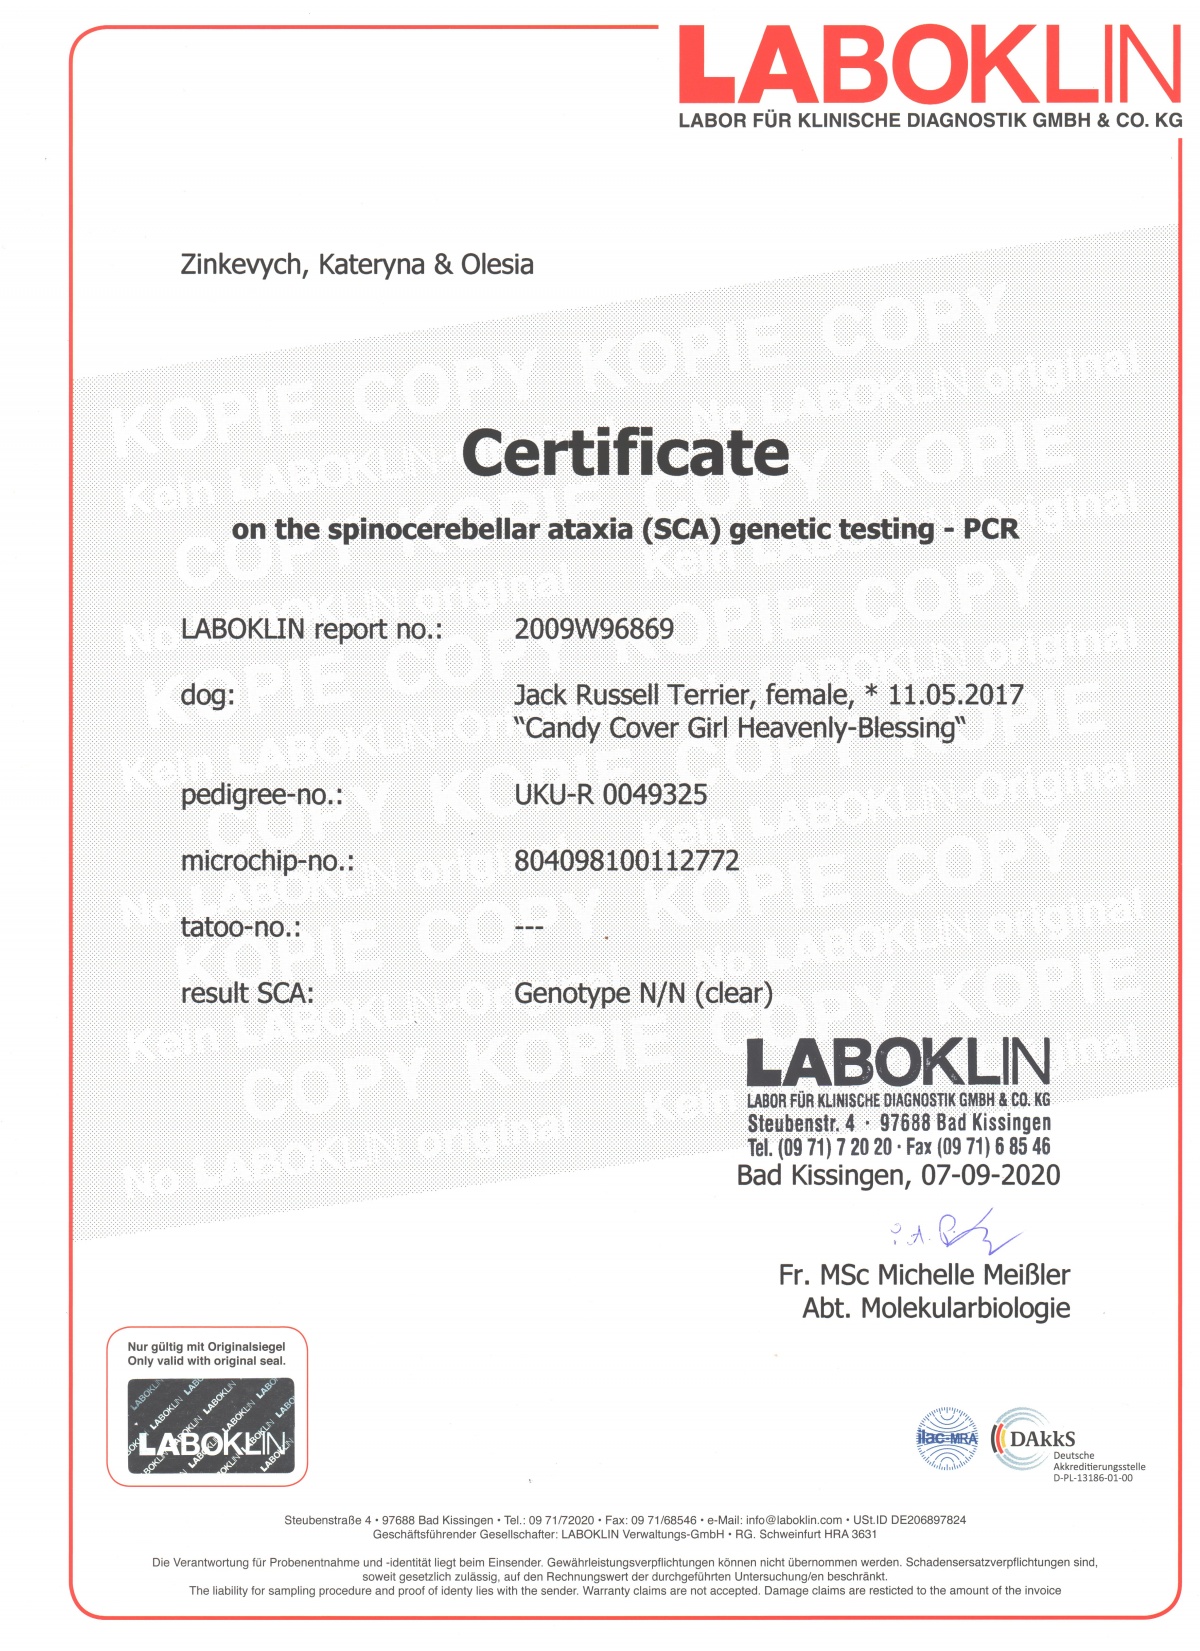 LABOKLIN
LABOR FÜR KLINISCHE DIAGNOSTIK GMBH & CO. KG
Zinkevych, Kateryna & Olesia
KOPIE COPY KOPIE COPY
No LABOKLIN original
Certificate
on the spinocerebellar ataxia (SCA) genetic testing - PCR
LABOKLIN report no.: 2009W96869
dog: Jack Russell Terrier, female, * 11.05.2017
"Candy Cover Girl Heavenly-Blessing“
pedigree-no.: UKU-R 0049325
microchip-no.: 804098100112772
tatoo-no.: ---
result SCA: Genotype N/N (clear)
LABOKLIN
LABOR FÜR KLINISCHE DIAGNOSTIK GMBH & CO. KG
Steubenstr. 4 · 97688 Bad Kissingen
Tel. (09 71) 7 20 20 · Fax (09 71) 6 85 46
Bad Kissingen, 07-09-2020
Fr. MSc Michelle Meißler
Abt. Molekularbiologie
Nur gültig mit Originalsiegel
Only valid with original seal.
LABOKLIN
ilac-MRA
DAkkS
Deutsche
Akkreditierungsstelle
D-PL-13186-01-00
Steubenstraße 4 • 97688 Bad Kissingen • Tel.: 09 71/72020 • Fax: 09 71/68546 • e-Mail: info@laboklin.com • USt.ID DE206897824
Geschäftsführender Gesellschafter: LABOKLIN Verwaltungs-GmbH • RG. Schweinfurt HRA 3631
Die Verantwortung für Probenentnahme und -identität liegt beim Einsender. Gewährleistungsverpflichtungen können nicht übernommen werden. Schadensersatzverpflichtungen sind,
soweit gesetzlich zulässig, auf den Rechnungswert der durchgeführten Untersuchung/en beschränkt.
The liability for sampling procedure and proof of identy lies with the sender. Warranty claims are not accepted. Damage claims are resticted to the amount of the invoice